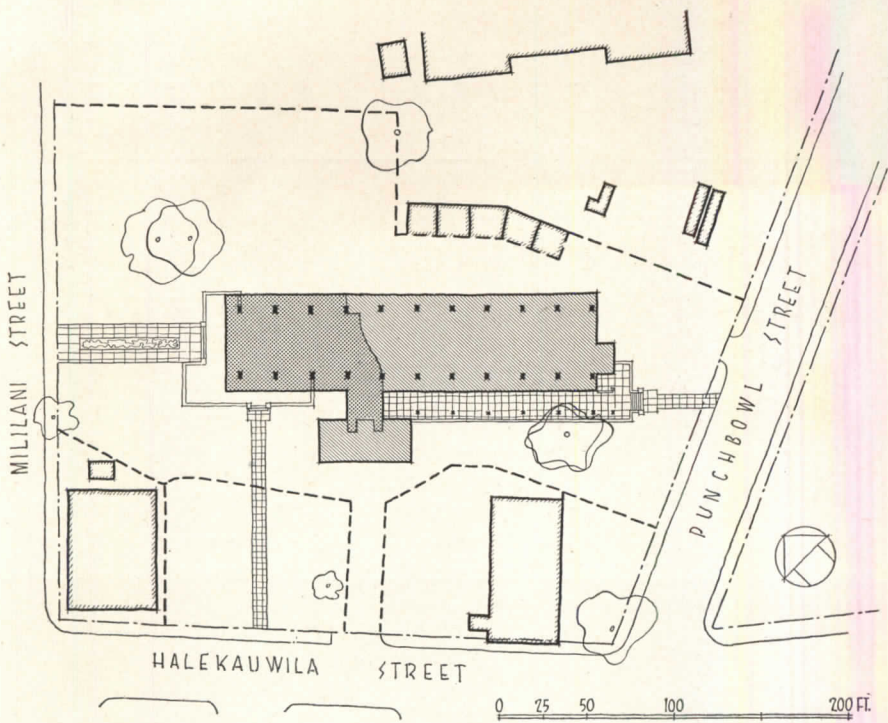 MILILANI STREET
PUNCHBOWL STREET
HALEKAUWILA STREET
0 25 50 100 200 FT.